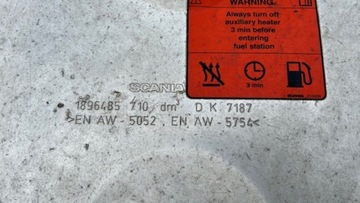 WARNING.
Always turn off
auxiliary heater
3 min before
entering
fuel station
3 min
SCANIA
1896485 710 dm³ D K 7187
>EN AW-5052 . EN AW-5754<